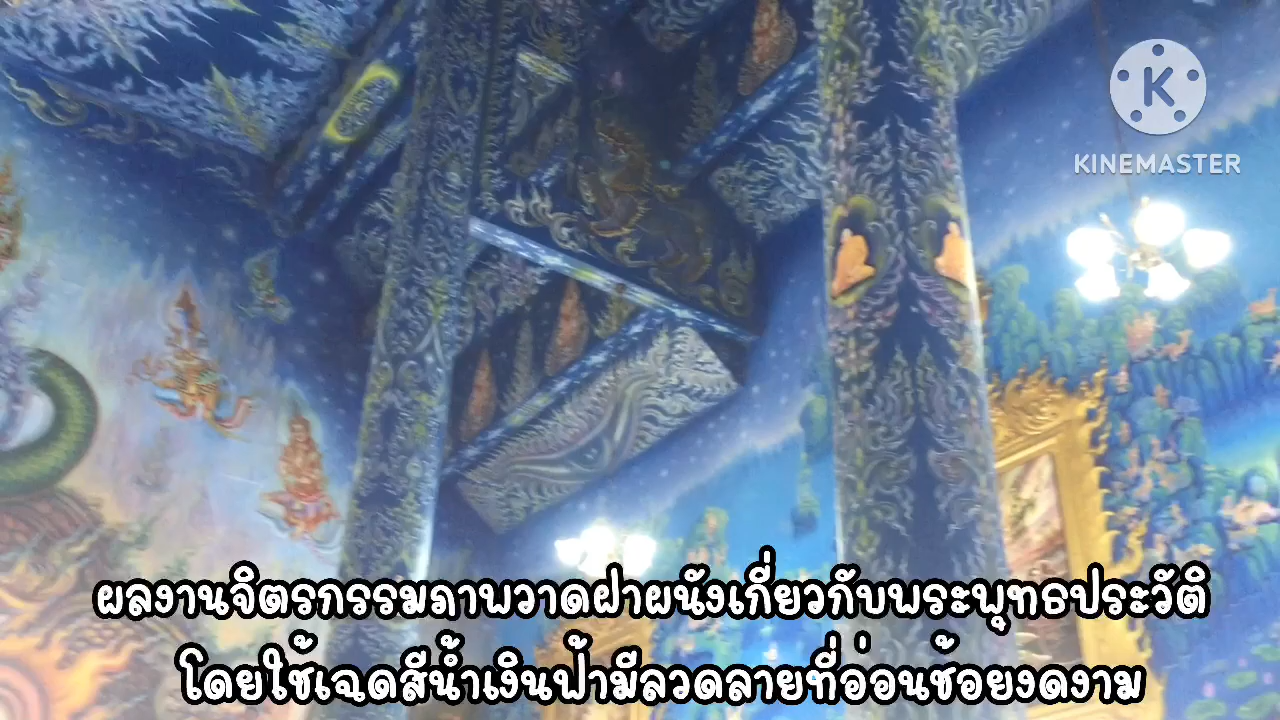 K
KINEMASTER
ผลงานจิตรกรรมภาพวาดฝาผนังเกี่ยวกับพระพุทธประวัติ
โดยใช้เฉดสีน้ำเงินฟ้ามีลวดลายที่อ่อนช้อยงดงาม